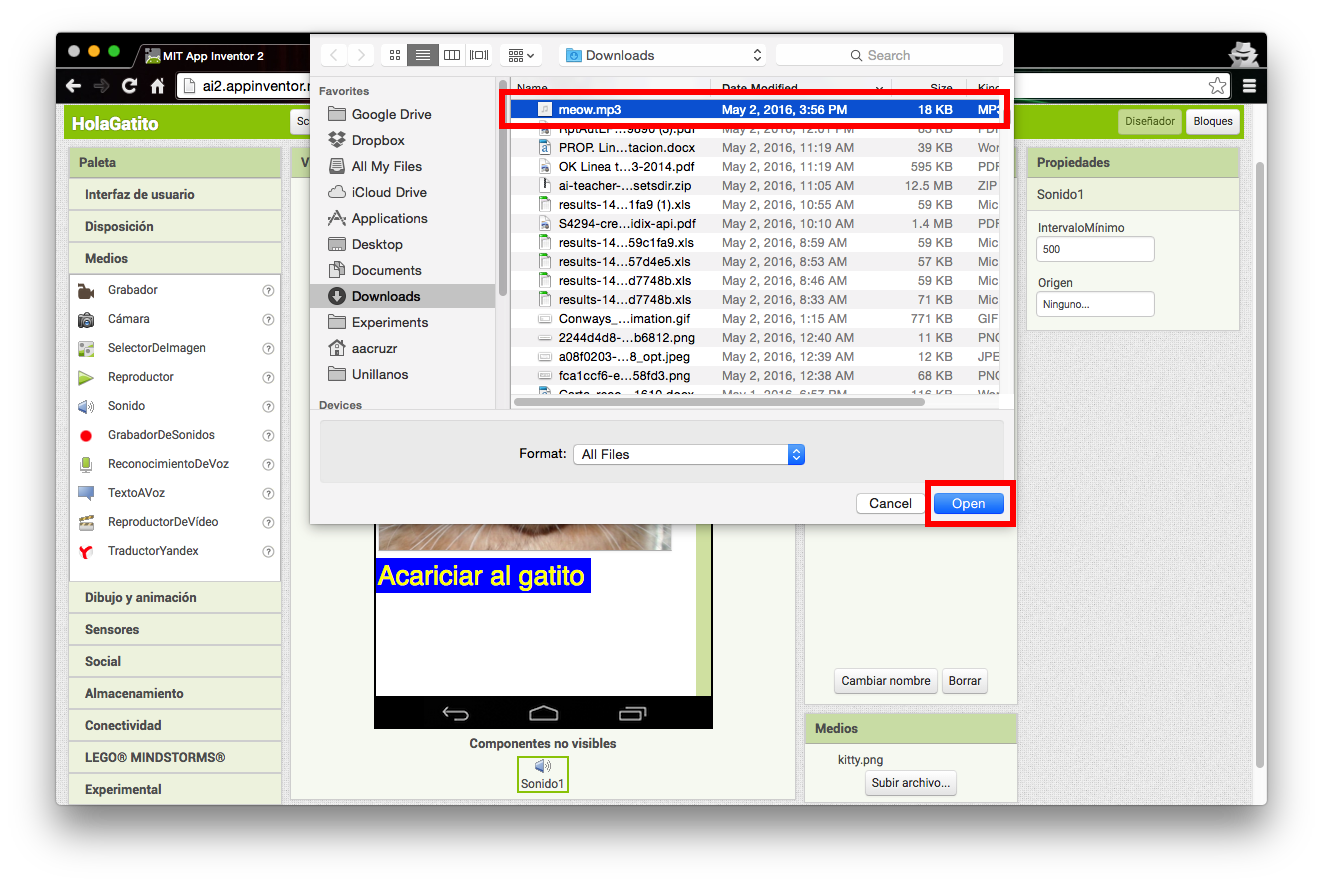 MIT App Inventor 2
ai2.appinventor.
HolaGatito
Sc
Diseñador
Bloques
Paleta
Interfaz de usuario
Disposición
Medios
Grabador
Cámara
SelectorDeImagen
Reproductor
Sonido
GrabadorDeSonidos
ReconocimientoDeVoz
TextoAVoz
ReproductorDeVídeo
TraductorYandex
Dibujo y animación
Sensores
Social
Almacenamiento
Conectividad
LEGO® MINDSTORMS®
Experimental
V
Downloads
Search
Favorites
Google Drive
Dropbox
All My Files
iCloud Drive
Applications
Desktop
Documents
Downloads
Experiments
aacruzr
Unillanos
Devices
Name Date Modified Size Kind
meow.mp3 May 2, 2016, 3:56 PM 18 KB MP3
May 2, 2016, 12:01 PM
PROP. Lin...tacion.docx May 2, 2016, 11:19 AM 39 KB Wor
OK Linea t...3-2014.pdf May 2, 2016, 11:19 AM 595 KB PDF
ai-teacher-...setsdir.zip May 2, 2016, 11:05 AM 12.5 MB ZIP
results-14...1fa9 (1).xls May 2, 2016, 10:55 AM 59 KB Mic
S4294-cre...idix-api.pdf May 2, 2016, 10:10 AM 1.4 MB PDF
results-14...59c1fa9.xls May 2, 2016, 8:59 AM 59 KB Mic
results-14...57d4e5.xls May 2, 2016, 8:53 AM 57 KB Mic
results-14...d7748b.xls May 2, 2016, 8:46 AM 59 KB Mic
results-14...d7748b.xls May 2, 2016, 8:33 AM 71 KB Mic
Conways_...imation.gif May 2, 2016, 1:15 AM 771 KB GIF
2244d4d8-...b6812.png May 2, 2016, 12:40 AM 11 KB PNG
a08f0203-...8_opt.jpeg May 2, 2016, 12:39 AM 12 KB JPE
fca1ccf6-e...58fd3.png May 2, 2016, 12:38 AM 68 KB PNG
May 1, 2016, 6:57 PM 116 KB Wor
Format: All Files
Cancel
Open
Acariciar al gatito
Componentes no visibles
Sonido1
Cambiar nombre
Borrar
Medios
kitty.png
Subir archivo...
Propiedades
Sonido1
IntervaloMínimo
500
Origen
Ninguno...